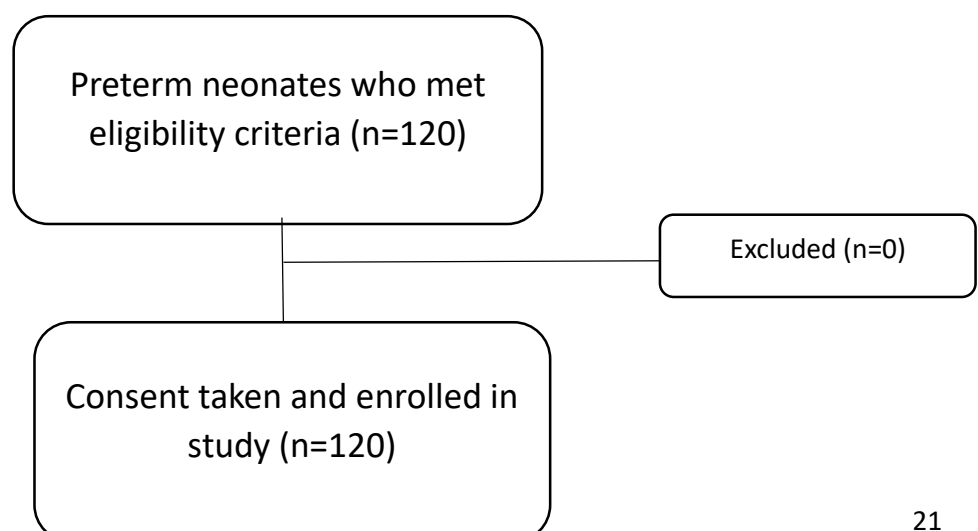 Preterm neonates who met
eligibility criteria (n=120)
Excluded (n=0)
Consent taken and enrolled in
study (n=120)
21